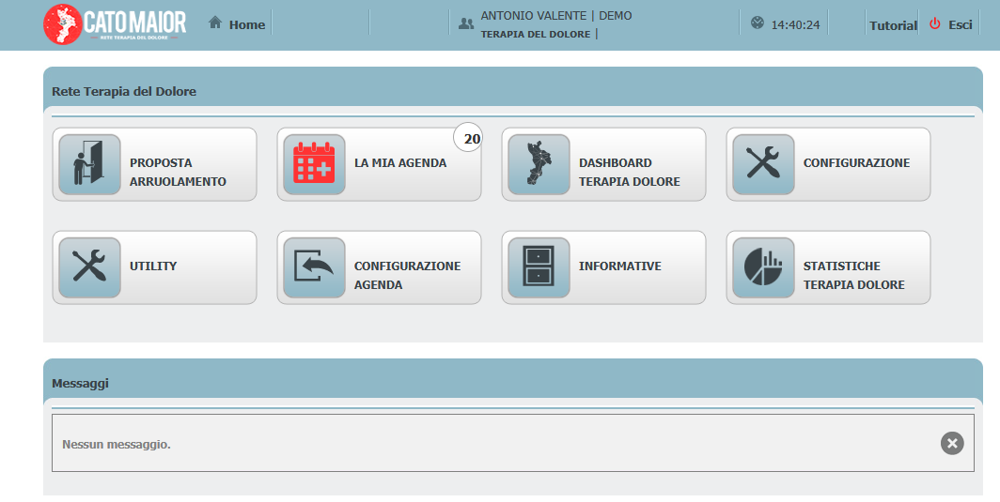 CATO MAIOR
RETE TERAPIA DEL DOLORE
Home
ANTONIO VALENTE | DEMO
TERAPIA DEL DOLORE |
14:40:24
Tutorial
Esci
Rete Terapia del Dolore
PROPOSTA
ARRUOLAMENTO
LA MIA AGENDA
20
DASHBOARD
TERAPIA DOLORE
CONFIGURAZIONE
UTILITY
CONFIGURAZIONE
AGENDA
INFORMATIVE
STATISTICHE
TERAPIA DOLORE
Messaggi
Nessun messaggio.